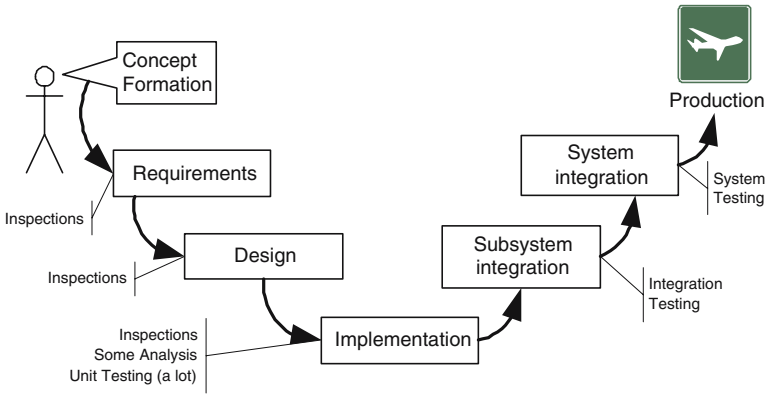 Concept
Formation
Production
Requirements
System
integration
System
Testing
Inspections
Design
Subsystem
integration
Inspections
Integration
Testing
Inspections
Some Analysis
Unit Testing (a lot)
Implementation